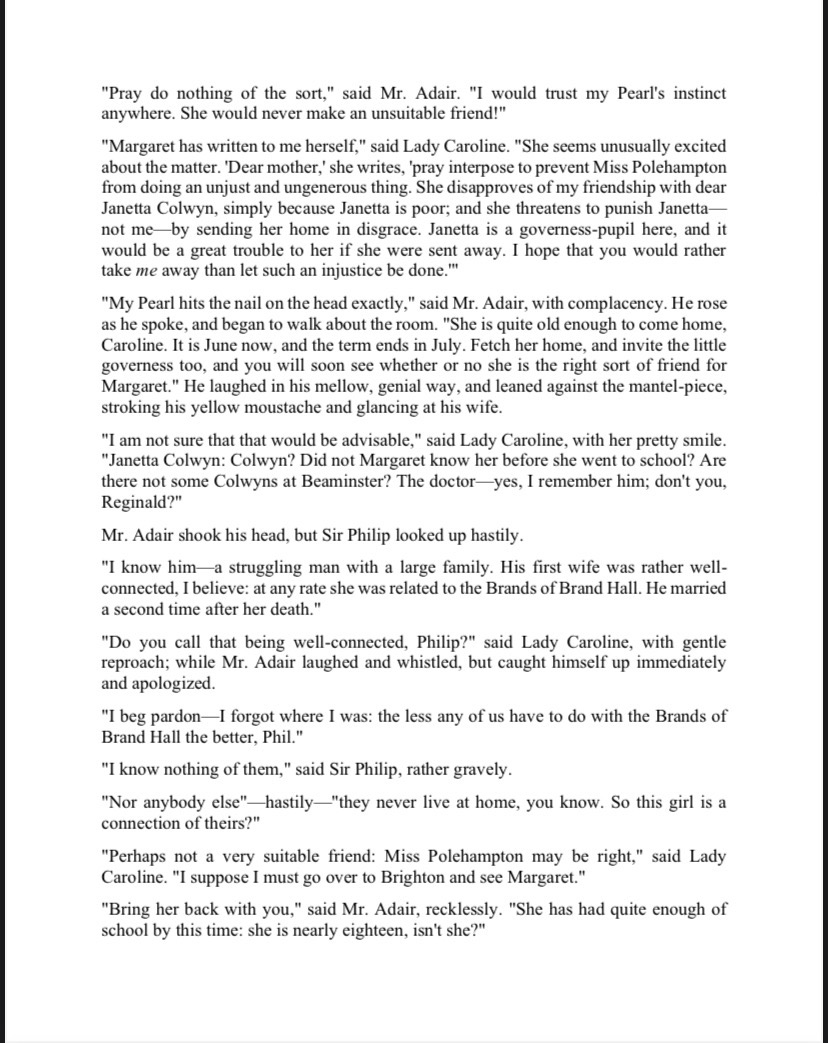 "Pray do nothing of the sort," said Mr. Adair. "I would trust my Pearl's instinct
anywhere. She would never make an unsuitable friend!"
"Margaret has written to me herself," said Lady Caroline. "She seems unusually excited
about the matter. 'Dear mother,' she writes, 'pray interpose to prevent Miss Polehampton
from doing an unjust and ungenerous thing. She disapproves of my friendship with dear
Janetta Colwyn, simply because Janetta is poor; and she threatens to punish Janetta—
not me—by sending her home in disgrace. Janetta is a governess-pupil here, and it
would be a great trouble to her if she were sent away. I hope that you would rather
take me away than let such an injustice be done.'"
"My Pearl hits the nail on the head exactly," said Mr. Adair, with complacency. He rose
as he spoke, and began to walk about the room. "She is quite old enough to come home,
Caroline. It is June now, and the term ends in July. Fetch her home, and invite the little
governess too, and you will soon see whether or no she is the right sort of friend for
Margaret." He laughed in his mellow, genial way, and leaned against the mantel-piece,
stroking his yellow moustache and glancing at his wife.
"I am not sure that that would be advisable," said Lady Caroline, with her pretty smile.
"Janetta Colwyn: Colwyn? Did not Margaret know her before she went to school? Are
there not some Colwyns at Beaminster? The doctor—yes, I remember him; don't you,
Reginald?"
Mr. Adair shook his head, but Sir Philip looked up hastily.
"I know him—a struggling man with a large family. His first wife was rather well-
connected, I believe: at any rate she was related to the Brands of Brand Hall. He married
a second time after her death."
"Do you call that being well-connected, Philip?" said Lady Caroline, with gentle
reproach; while Mr. Adair laughed and whistled, but caught himself up immediately
and apologized.
"I beg pardon—I forgot where I was: the less any of us have to do with the Brands of
Brand Hall the better, Phil."
"I know nothing of them," said Sir Philip, rather gravely.
"Nor anybody else"—hastily—"they never live at home, you know. So this girl is a
connection of theirs?"
"Perhaps not a very suitable friend: Miss Polehampton may be right," said Lady
Caroline. "I suppose I must go over to Brighton and see Margaret."
"Bring her back with you," said Mr. Adair, recklessly. "She has had quite enough of
school by this time: she is nearly eighteen, isn't she?"